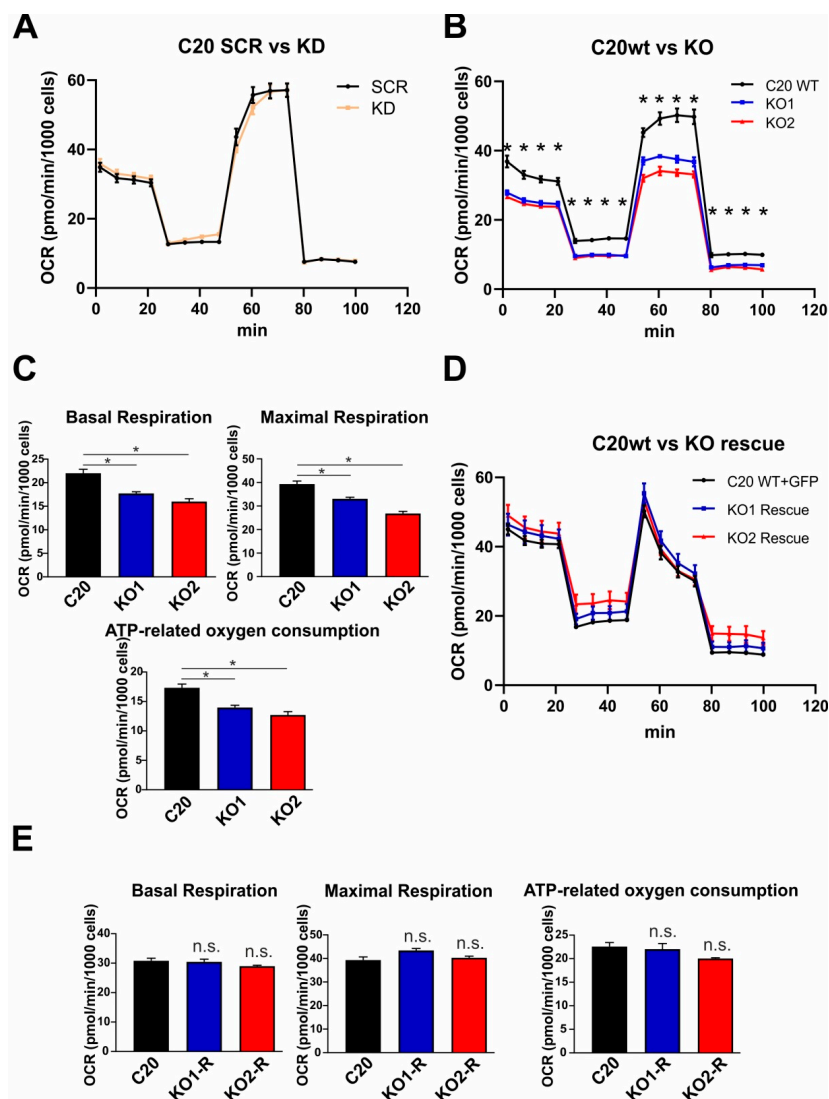 A
C20 SCR vs KD
OCR (pmo/min/1000 cells)
60
40
20
0
SCR
KD
0 20 40 60 80 100 120
min
B
C20wt vs KO
OCR (pmo/min/1000 cells)
60
40
20
0
C20 WT
KO1
KO2
* * * *
* * * *
* * * *
* * * *
0 20 40 60 80 100 120
min
C
Basal Respiration
OCR (pmol/min/1000 cells)
25
20
15
10
5
0
*
*
C20 KO1 KO2
Maximal Respiration
OCR (pmol/min/1000 cells)
50
40
30
20
10
0
*
*
C20 KO1 KO2
ATP-related oxygen consumption
OCR (pmol/min/1000 cells)
20
15
10
5
0
*
*
C20 KO1 KO2
D
C20wt vs KO rescue
OCR (pmol/min/1000 cells)
60
40
20
0
C20 WT+GFP
KO1 Rescue
KO2 Rescue
0 20 40 60 80 100 120
min
E
Basal Respiration
OCR (pmol/min/1000 cells)
40
30
20
10
0
n.s.
n.s.
C20 KO1-R KO2-R
Maximal Respiration
OCR (pmol/min/1000 cells)
50
40
30
20
10
0
n.s.
n.s.
C20 KO1-R KO2-R
ATP-related oxygen consumption
OCR (pmol/min/1000 cells)
25
20
15
10
5
0
n.s.
n.s.
C20 KO1-R KO2-R